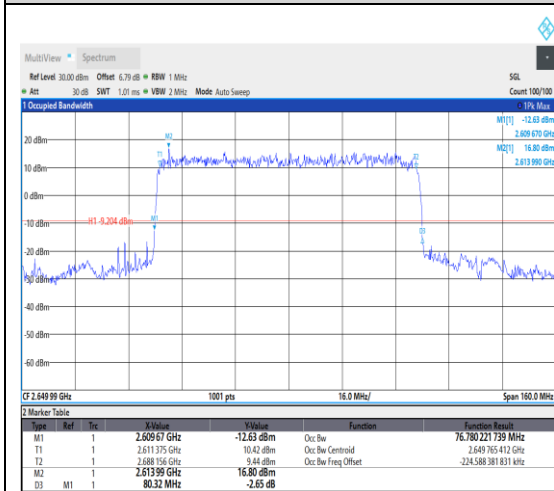 MultiView Spectrum
Ref Level 30.00 dBm Offset 6.79 dB RBW 1 MHz SGL
Att 30 dB SWT 1.01 ms VBW 2 MHz Mode Auto Sweep Count 100/100
1 Occupied Bandwidth 1Pk Max
M1[1] -12.63 dBm
2.609 670 GHz
M2[1] 16.80 dBm
2.613 990 GHz
M2
T1
T2
20 dBm
10 dBm
0 dBm
-10 dBm
H1 -9.204 dBm
M1
D3
-20 dBm
-30 dBm
-40 dBm
-50 dBm
-60 dBm
CF 2.649 99 GHz 1001 pts 16.0 MHz/ Span 160.0 MHz
2 Marker Table
Type Ref Trc X-Value Y-Value Function Function Result
M1 1 2.609 67 GHz -12.63 dBm Occ Bw 76.780 221 739 MHz
T1 1 2.611 375 GHz 10.42 dBm Occ Bw Centroid 2.649 765 412 GHz
T2 1 2.688 156 GHz 9.44 dBm Occ Bw Freq Offset -224.588 381 831 kHz
M2 1 2.613 99 GHz 16.80 dBm
D3 M1 1 80.32 MHz -2.65 dB